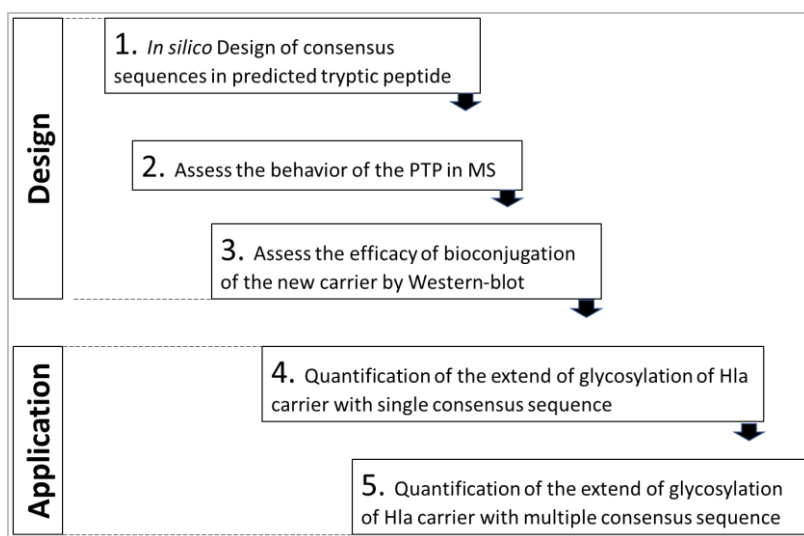 Design
1. In silico Design of consensus
sequences in predicted tryptic peptide
2. Assess the behavior of the PTP in MS
3. Assess the efficacy of bioconjugation
of the new carrier by Western-blot
Application
4. Quantification of the extend of glycosylation of Hla
carrier with single consensus sequence
5. Quantification of the extend of glycosylation
of Hla carrier with multiple consensus sequence